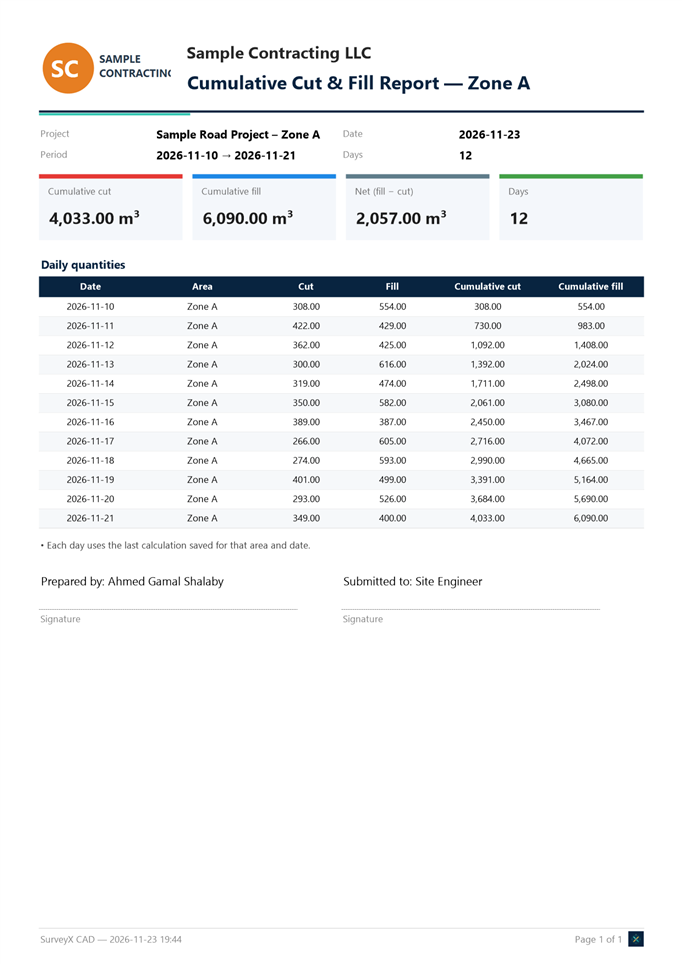 SC
SAMPLE
CONTRACTING
Sample Contracting LLC
Cumulative Cut & Fill Report — Zone A
Project Sample Road Project – Zone A Date 2026-11-23
Period 2026-11-10 → 2026-11-21 Days 12
Cumulative cut Cumulative fill Net (fill − cut) Days
4,033.00 m³ 6,090.00 m³ 2,057.00 m³ 12
Daily quantities
Date Area Cut Fill Cumulative cut Cumulative fill
2026-11-10 Zone A 308.00 554.00 308.00 554.00
2026-11-11 Zone A 422.00 429.00 730.00 983.00
2026-11-12 Zone A 362.00 425.00 1,092.00 1,408.00
2026-11-13 Zone A 300.00 616.00 1,392.00 2,024.00
2026-11-14 Zone A 319.00 474.00 1,711.00 2,498.00
2026-11-15 Zone A 350.00 582.00 2,061.00 3,080.00
2026-11-16 Zone A 389.00 387.00 2,450.00 3,467.00
2026-11-17 Zone A 266.00 605.00 2,716.00 4,072.00
2026-11-18 Zone A 274.00 593.00 2,990.00 4,665.00
2026-11-19 Zone A 401.00 499.00 3,391.00 5,164.00
2026-11-20 Zone A 293.00 526.00 3,684.00 5,690.00
2026-11-21 Zone A 349.00 400.00 4,033.00 6,090.00
• Each day uses the last calculation saved for that area and date.
Prepared by: Ahmed Gamal Shalaby Submitted to: Site Engineer
Signature Signature
SurveyX CAD — 2026-11-23 19:44 Page 1 of 1